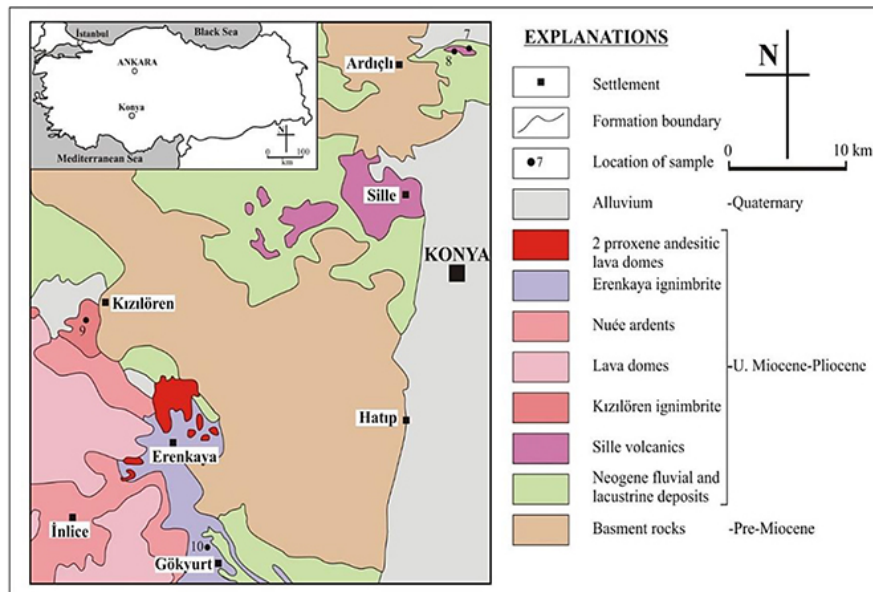 İstanbul
Black Sea
ANKARA
Konya
Mediterranean Sea
N
0 100
km
7
8
Ardıçlı
Sille
KONYA
Kızılören
9
Hatıp
Erenkaya
İnlice
10
Gökyurt
EXPLANATIONS
N
0 10 km
Settlement
Formation boundary
7 Location of sample
Alluvium -Quaternary
2 prroxene andesitic
lava domes
Erenkaya ignimbrite
Nuée ardents
Lava domes -U. Miocene-Pliocene
Kızılören ignimbrite
Sille volcanics
Neogene fluvial and
lacustrine deposits
Basment rocks -Pre-Miocene